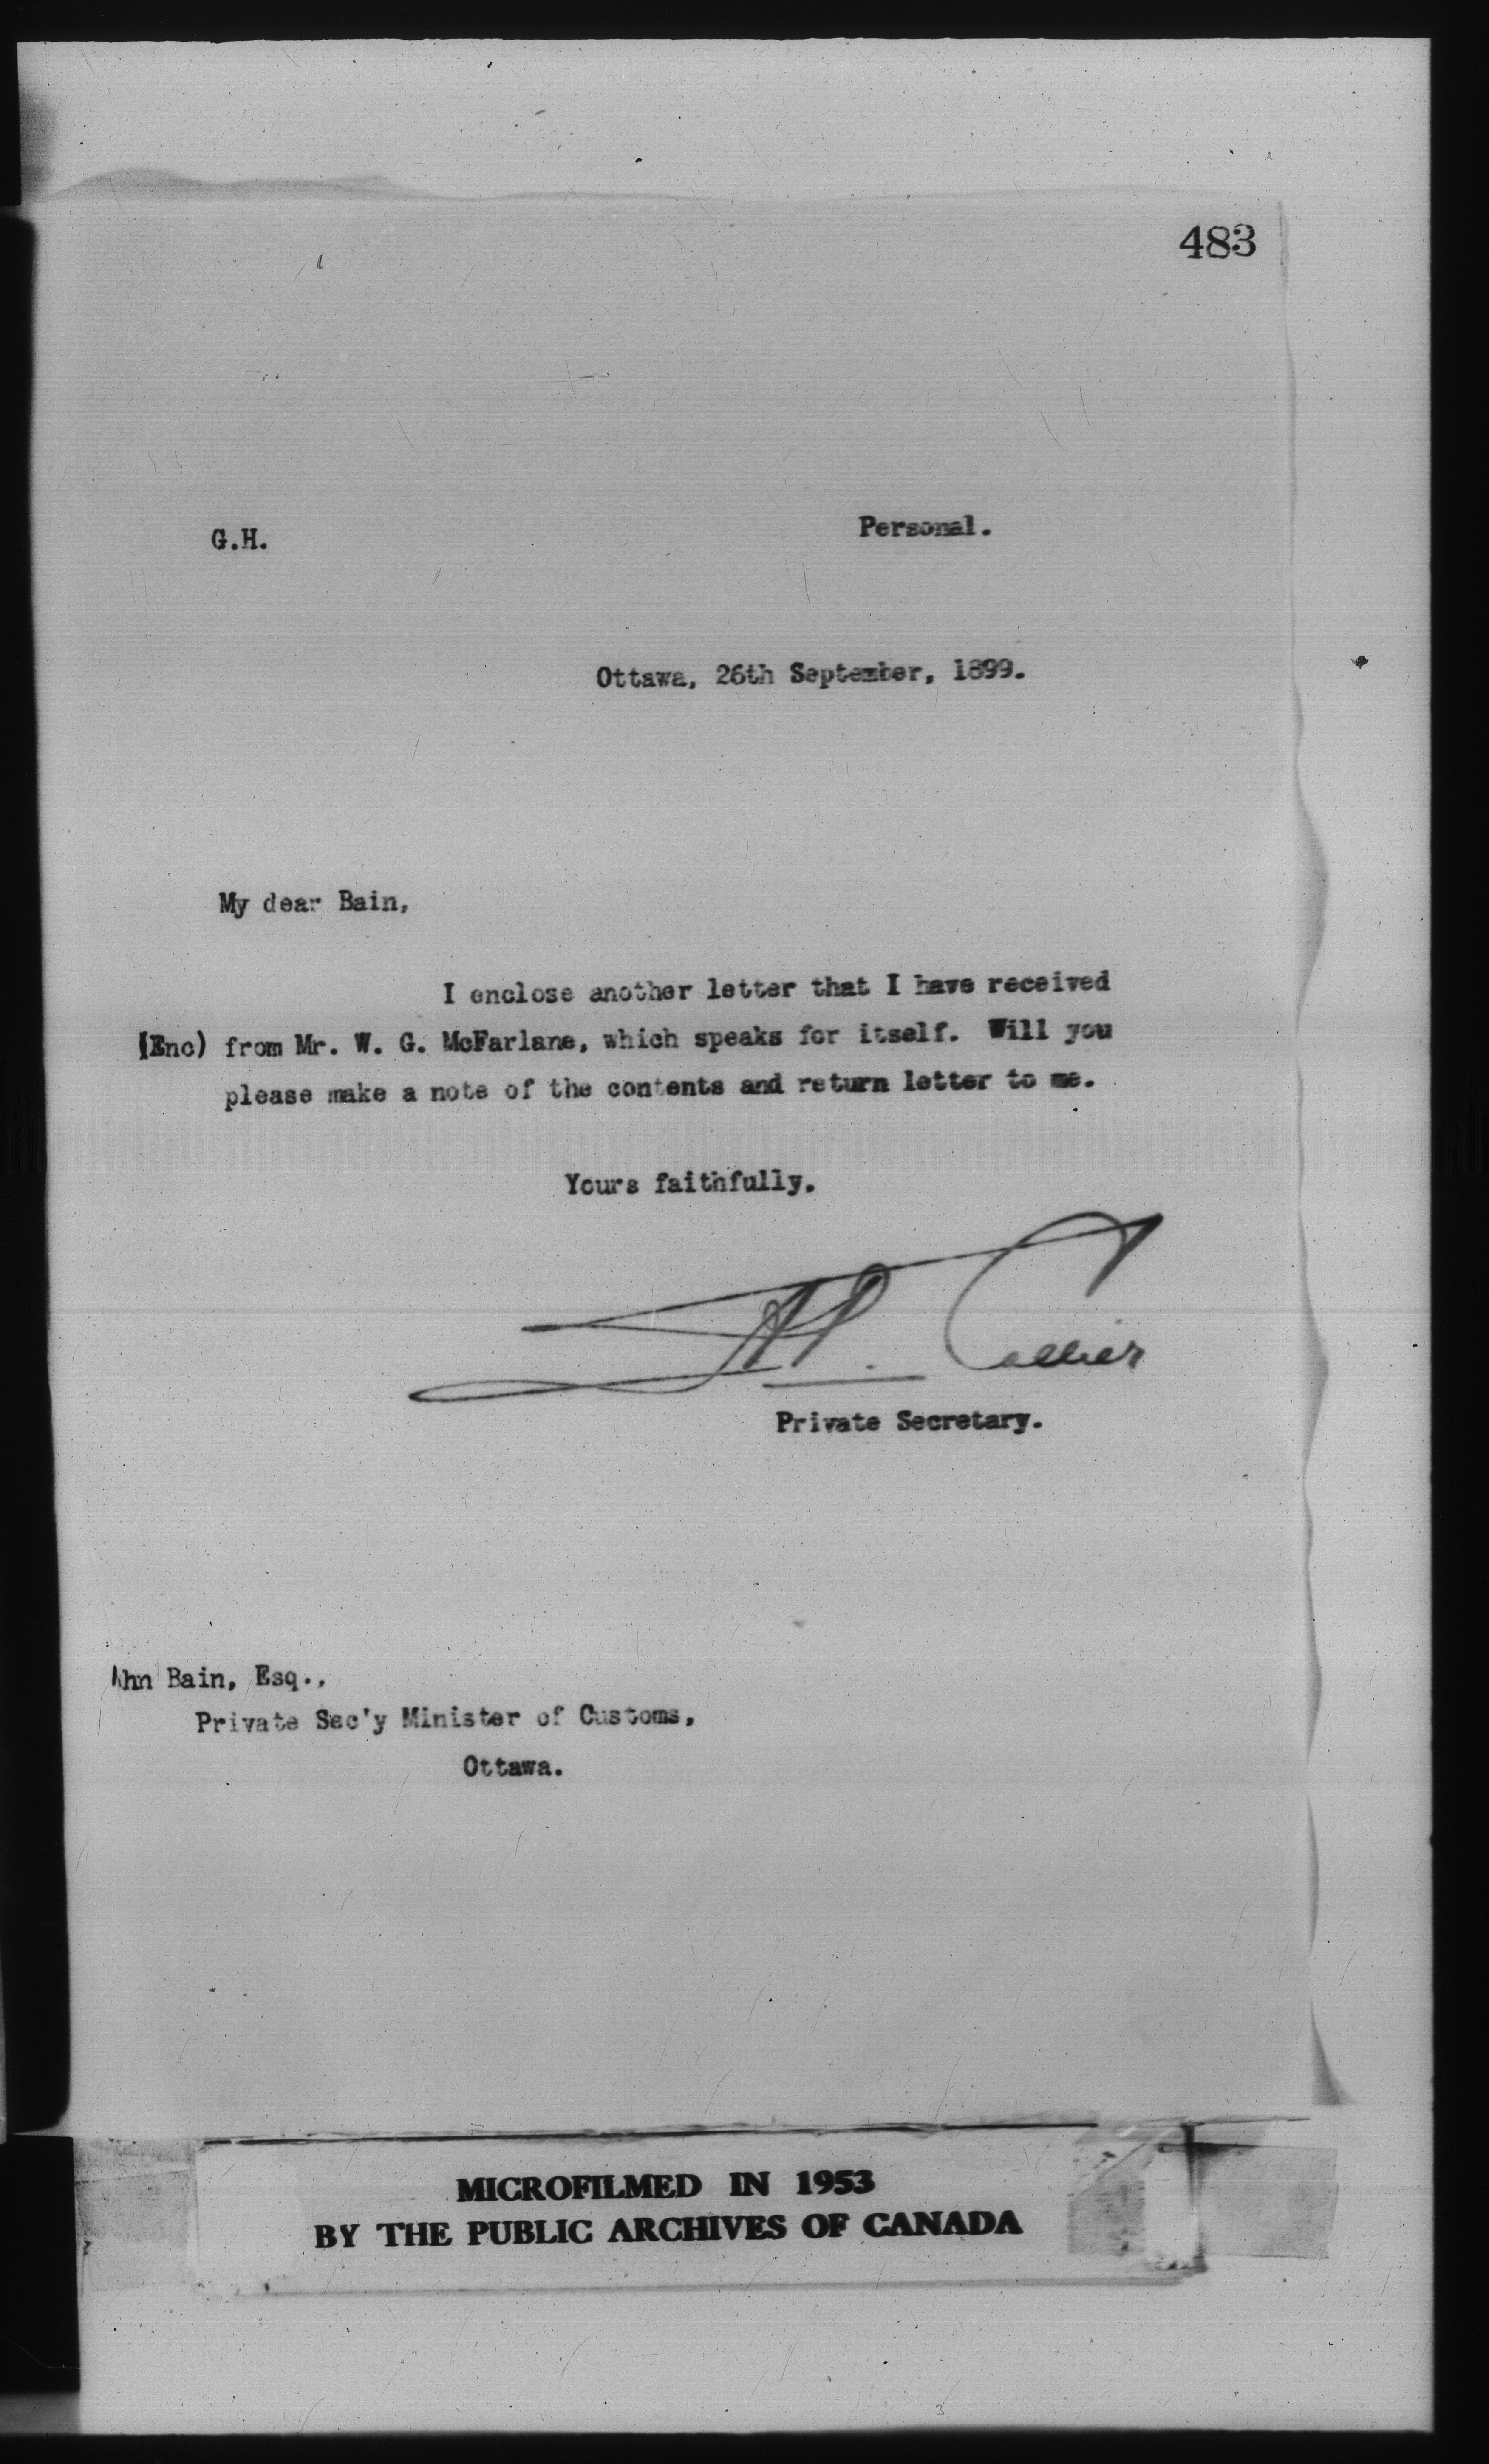 483
G.H.
Personal.
Ottawa, 26th September, 1899.
My dear Bain,
I enclose another letter that I have received
(Enc) from Mr. W. G. McFarlane, which speaks for itself. Will you
please make a note of the contents and return letter to me.
Yours faithfully.
A P. Collier
Private Secretary.
hn Bain, Esq.,
Private Sec'y Minister of Customs,
Ottawa.
MICROFILMED IN 1953
BY THE PUBLIC ARCHIVES OF CANADA